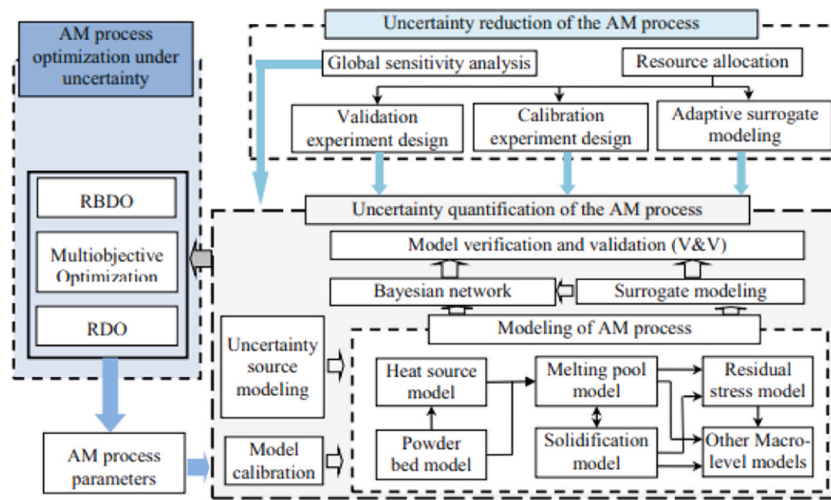 AM process
optimization under
uncertainty
RBDO
Multiobjective
Optimization
RDO
AM process
parameters
Uncertainty reduction of the AM process
Global sensitivity analysis
Resource allocation
Validation
experiment design
Calibration
experiment design
Adaptive surrogate
modeling
Uncertainty quantification of the AM process
Model verification and validation (V&V)
Bayesian network
Surrogate modeling
Uncertainty
source
modeling
Model
calibration
Modeling of AM process
Heat source
model
Melting pool
model
Residual
stress model
Powder
bed model
Solidification
model
Other Macro-
level models